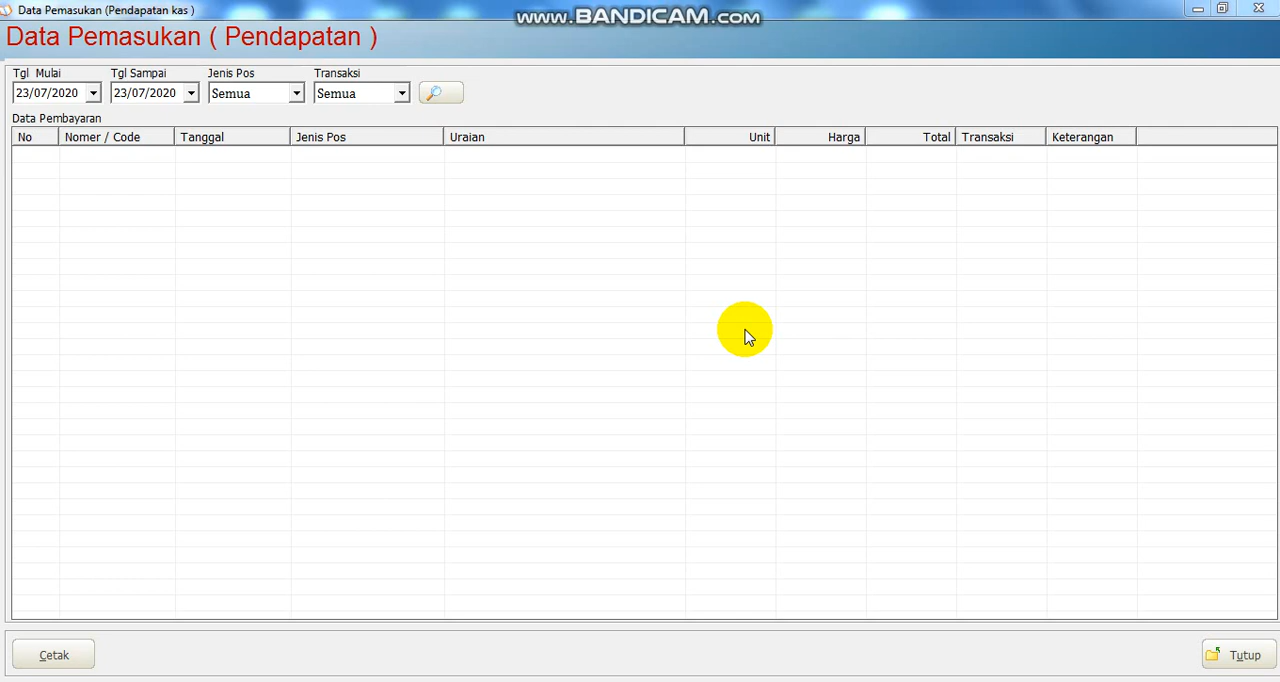 Data Pemasukan (Pendapatan kas )
www.BANDICAM.com
Data Pemasukan ( Pendapatan )
Tgl Mulai Tgl Sampai Jenis Pos Transaksi
23/07/2020 23/07/2020 Semua Semua
Data Pembayaran
No Nomer / Code Tanggal Jenis Pos Uraian Unit Harga Total Transaksi Keterangan
Cetak Tutup